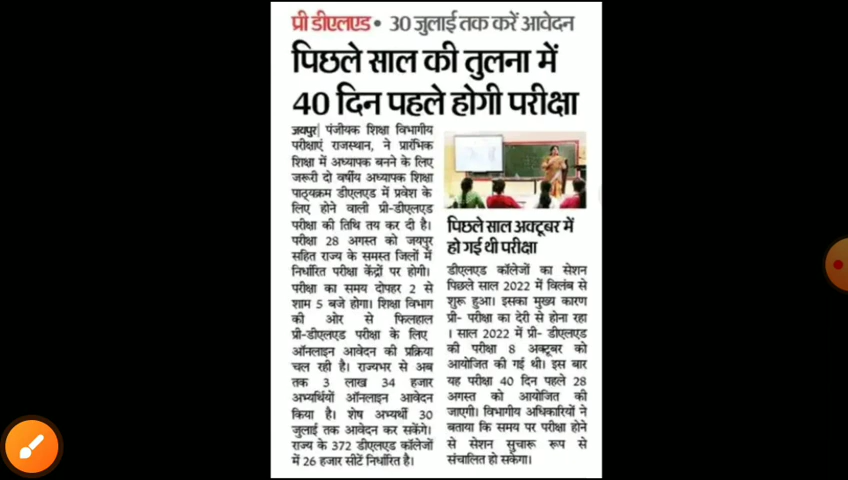 प्री डीएलएड • 30 जुलाई तक करें आवेदन
पिछले साल की तुलना में
40 दिन पहले होगी परीक्षा
जयपुर| पंजीयक शिक्षा विभागीय
परीक्षाएं राजस्थान, ने प्रारंभिक
शिक्षा में अध्यापक बनने के लिए
जरूरी दो वर्षीय अध्यापक शिक्षा
पाठ्यक्रम डीएलएड में प्रवेश के
लिए होने वाली प्री-डीएलएड
परीक्षा की तिथि तय कर दी है।
परीक्षा 28 अगस्त को जयपुर
सहित राज्य के समस्त जिलों में
निर्धारित परीक्षा केंद्रों पर होगी।
परीक्षा का समय दोपहर 2 से
शाम 5 बजे होगा। शिक्षा विभाग
की ओर से फिलहाल
प्री-डीएलएड परीक्षा के लिए
ऑनलाइन आवेदन की प्रक्रिया
चल रही है। राज्यभर से अब
तक 3 लाख 34 हजार
अभ्यर्थियों ऑनलाइन आवेदन
किया है। शेष अभ्यर्थी 30
जुलाई तक आवेदन कर सकेंगे।
राज्य के 372 डीएलएड कॉलेजों
में 26 हजार सीटें निर्धारित है।
पिछले साल अक्टूबर में
हो गई थी परीक्षा
डीएलएड कॉलेजों का सेशन
पिछले साल 2022 में विलंब से
शुरू हुआ। इसका मुख्य कारण
प्री- परीक्षा का देरी से होना रहा
। साल 2022 में प्री- डीएलएड
की परीक्षा 8 अक्टूबर को
आयोजित की गई थी। इस बार
यह परीक्षा 40 दिन पहले 28
अगस्त को आयोजित की
जाएगी। विभागीय अधिकारियों ने
बताया कि समय पर परीक्षा होने
से सेशन सुचारू रूप से
संचालित हो सकेगा।